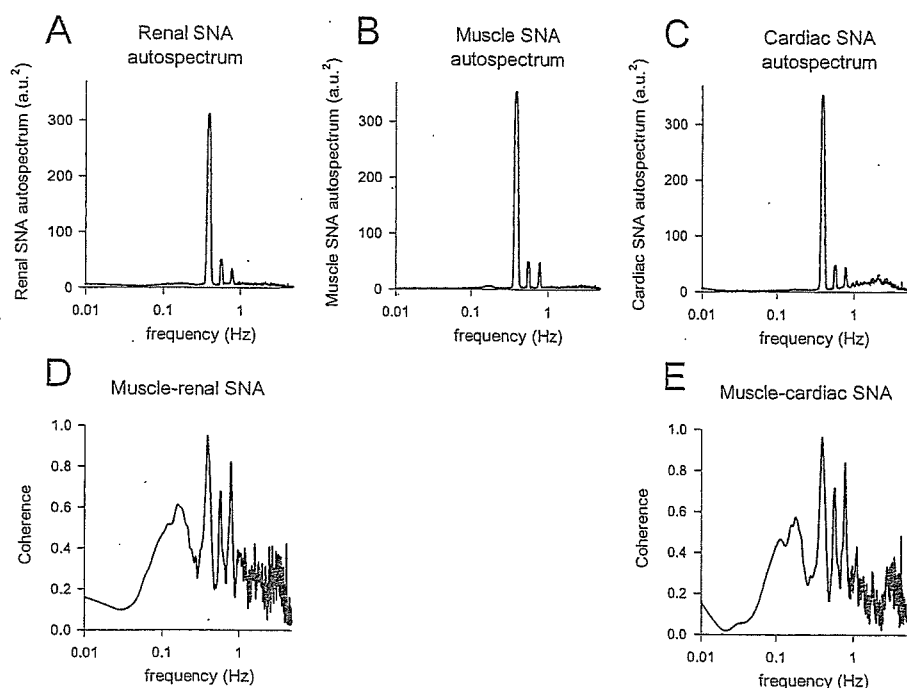 A
Renal SNA
autospectrum
Renal SNA autospectrum (a.u.²)
300
200
100
0
0.01
0.1
1
frequency (Hz)
B
Muscle SNA
autospectrum
Muscle SNA autospectrum (a.u.²)
300
200
100
0
0.01
0.1
1
frequency (Hz)
C
Cardiac SNA
autospectrum
Cardiac SNA autospectrum (a.u.²)
300
200
100
0
0.01
0.1
1
frequency (Hz)
D
Muscle-renal SNA
Coherence
1.0
0.8
0.6
0.4
0.2
0.0
0.01
0.1
1
frequency (Hz)
E
Muscle-cardiac SNA
Coherence
1.0
0.8
0.6
0.4
0.2
0.0
0.01
0.1
1
frequency (Hz)